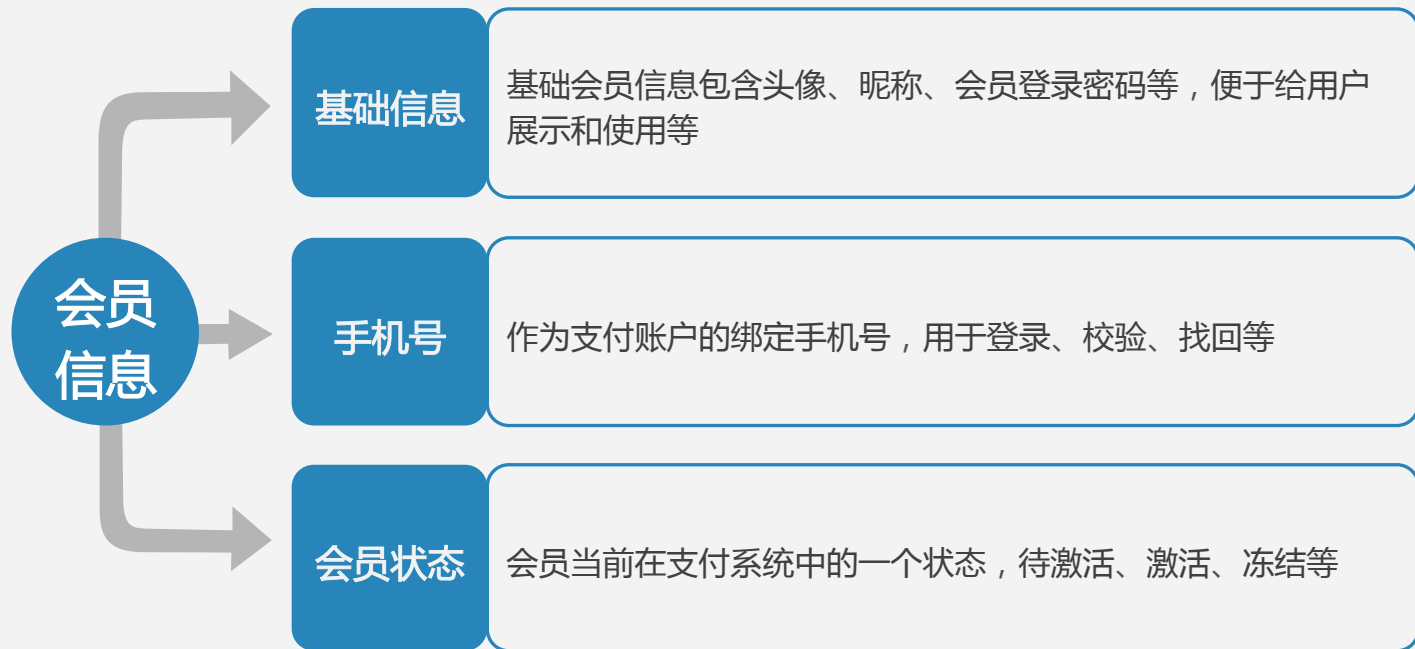 会员
信息
基础信息
基础会员信息包含头像、昵称、会员登录密码等，便于给用户
展示和使用等
手机号
作为支付账户的绑定手机号，用于登录、校验、找回等
会员状态
会员当前在支付系统中的一个状态，待激活、激活、冻结等